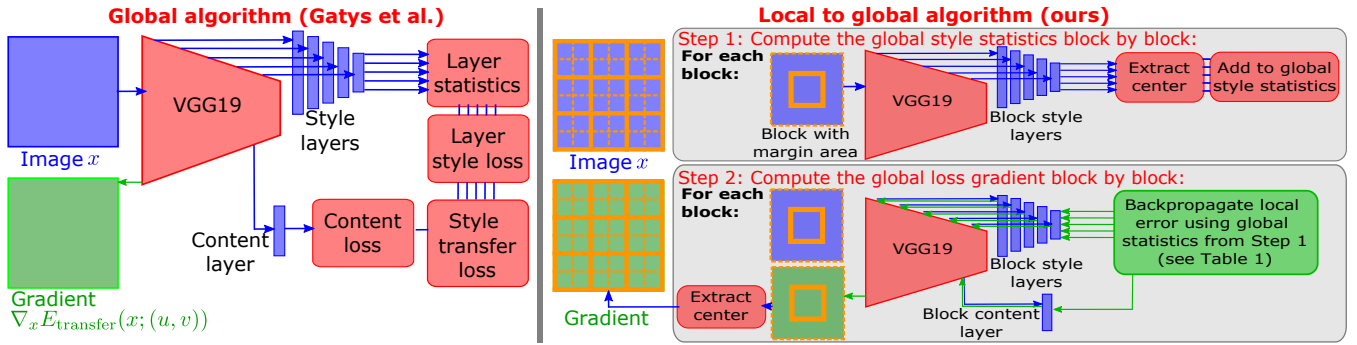 Global algorithm (Gatys et al.)
VGG19
Image x
Style
layers
Layer
statistics
Layer
style loss
Style
transfer
loss
Content
loss
Content
layer
Gradient
∇ₓE_transfer(x; (u, v))
Local to global algorithm (ours)
Image x
Step 1: Compute the global style statistics block by block:
For each
block:
Block with
margin area
VGG19
Block style
layers
Extract
center
Add to global
style statistics
Step 2: Compute the global loss gradient block by block:
For each
block:
VGG19
Block style
layers
Backpropagate local
error using global
statistics from Step 1
(see Table 1)
Block content
layer
Extract
center
Gradient